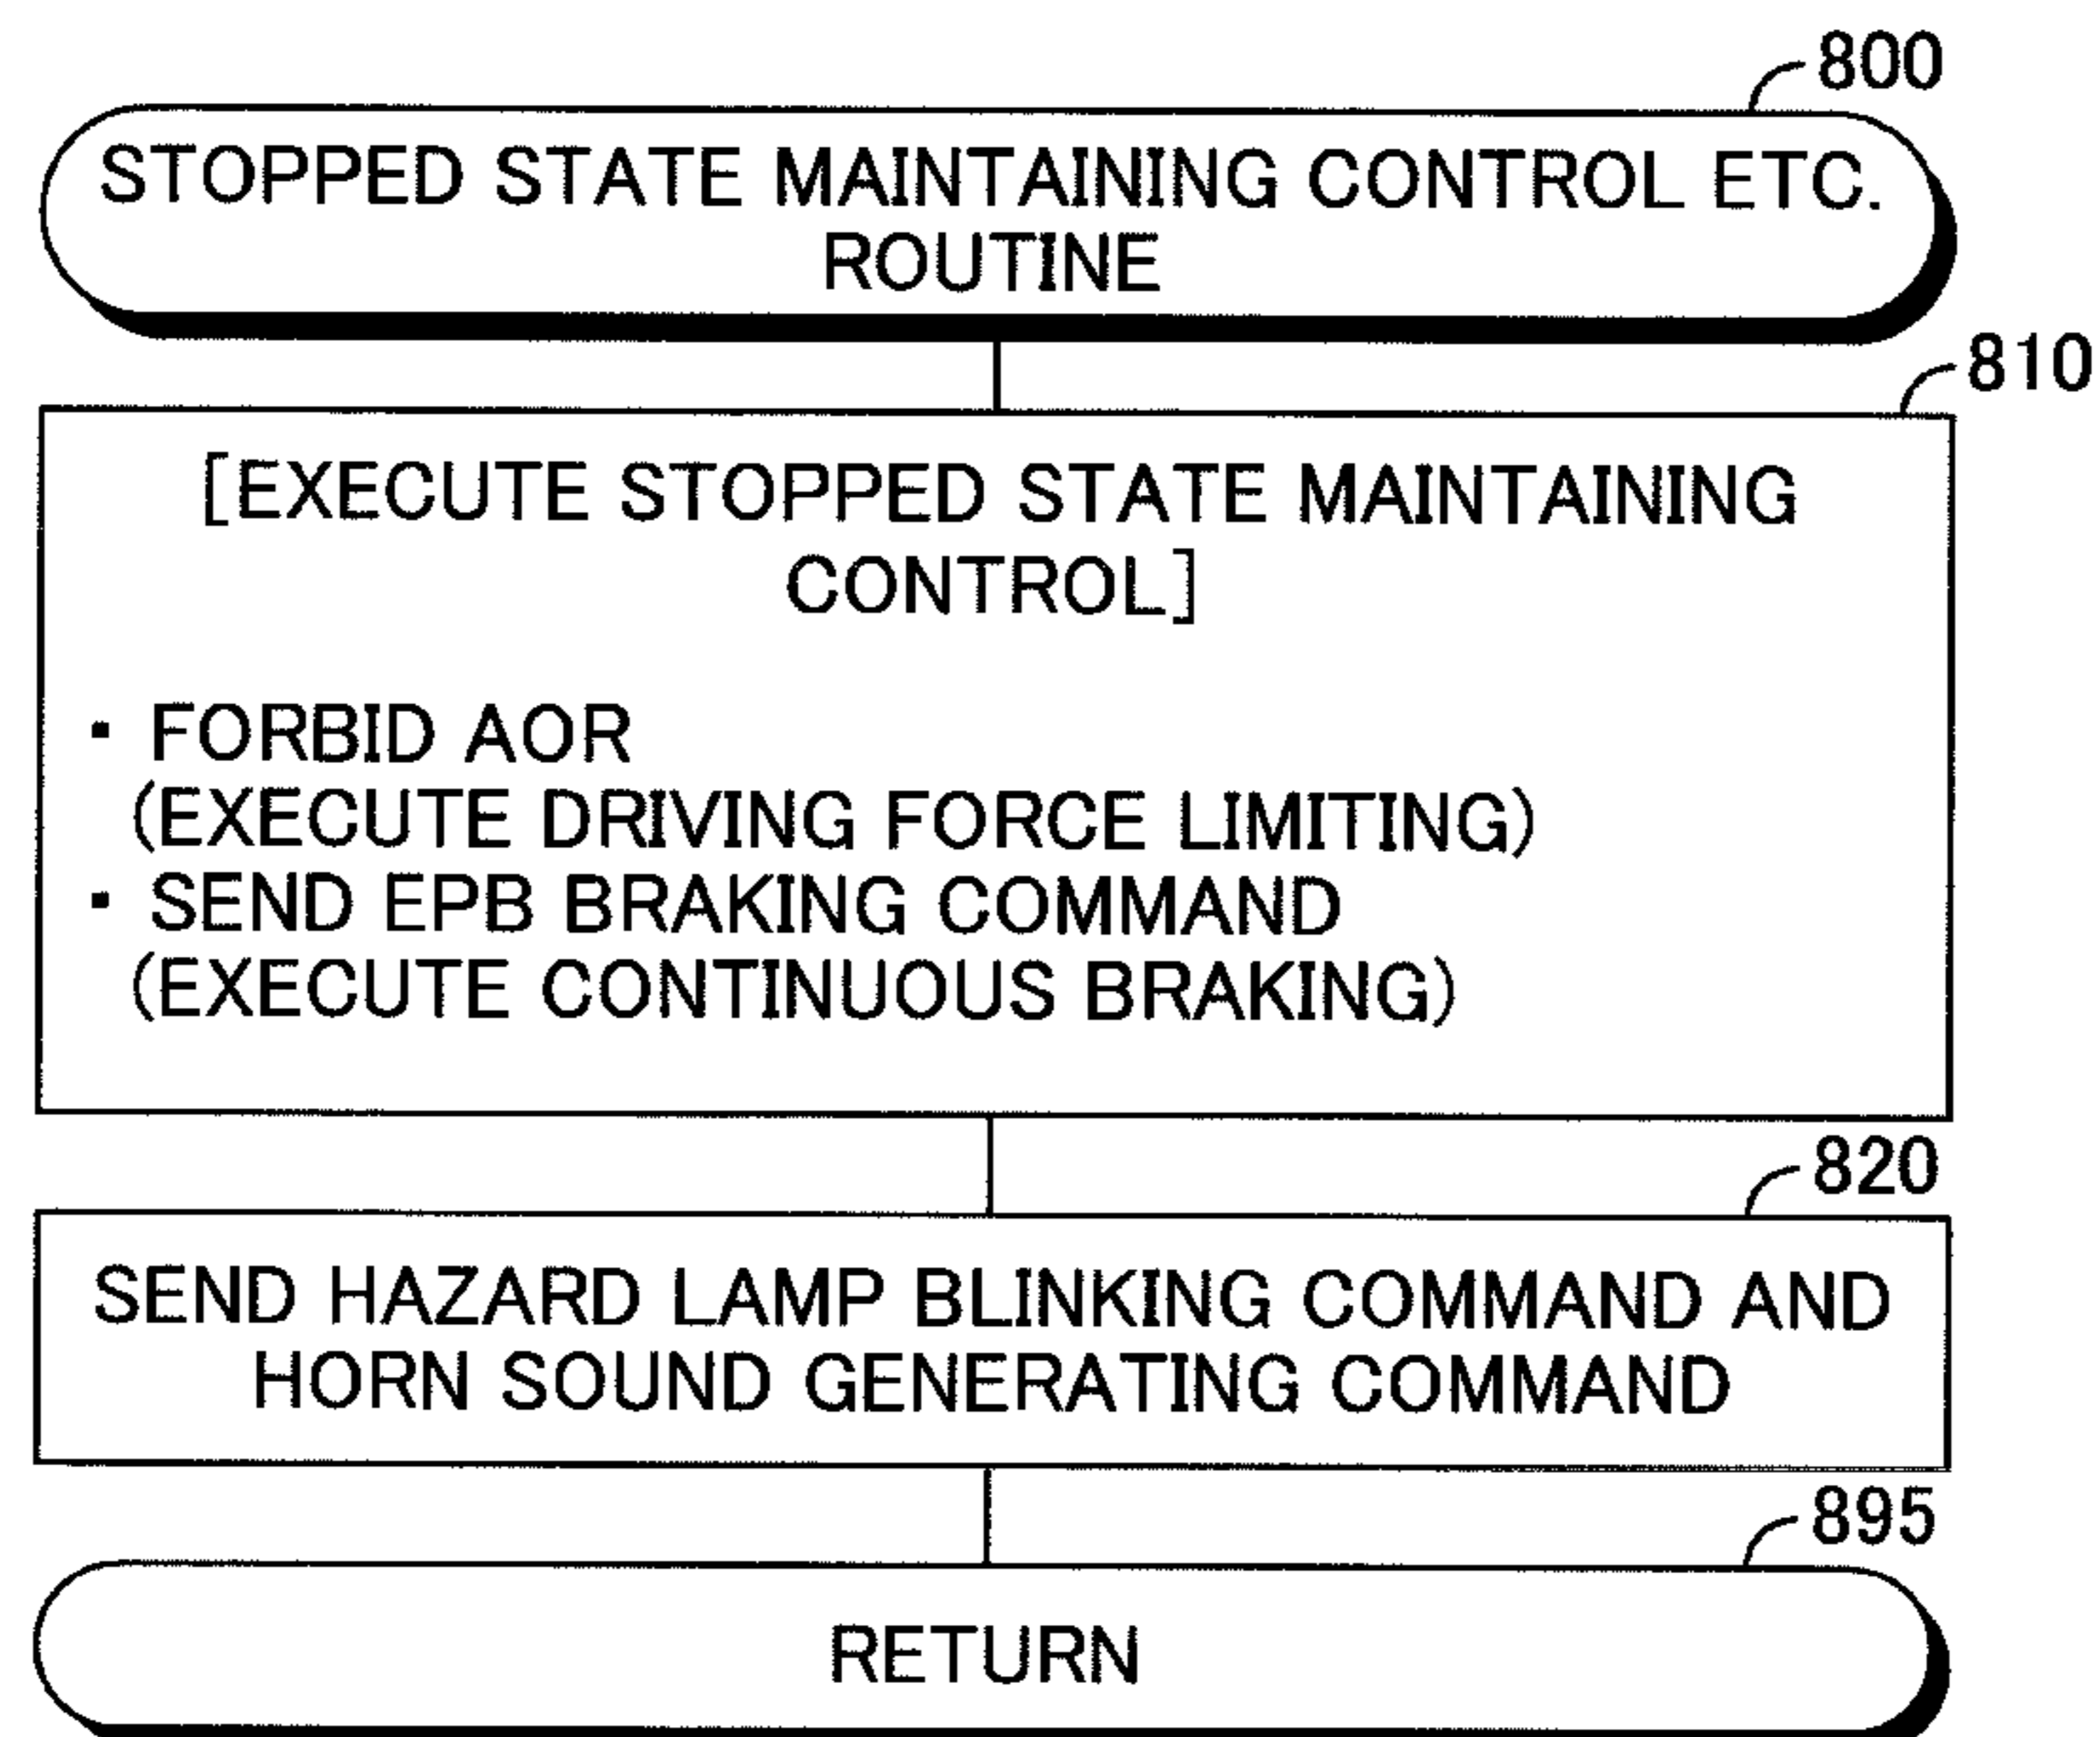 800
STOPPED STATE MAINTAINING CONTROL ETC.
ROUTINE
810
[EXECUTE STOPPED STATE MAINTAINING
CONTROL]
・ FORBID AOR
(EXECUTE DRIVING FORCE LIMITING)
・ SEND EPB BRAKING COMMAND
(EXECUTE CONTINUOUS BRAKING)
820
SEND HAZARD LAMP BLINKING COMMAND AND
HORN SOUND GENERATING COMMAND
895
RETURN